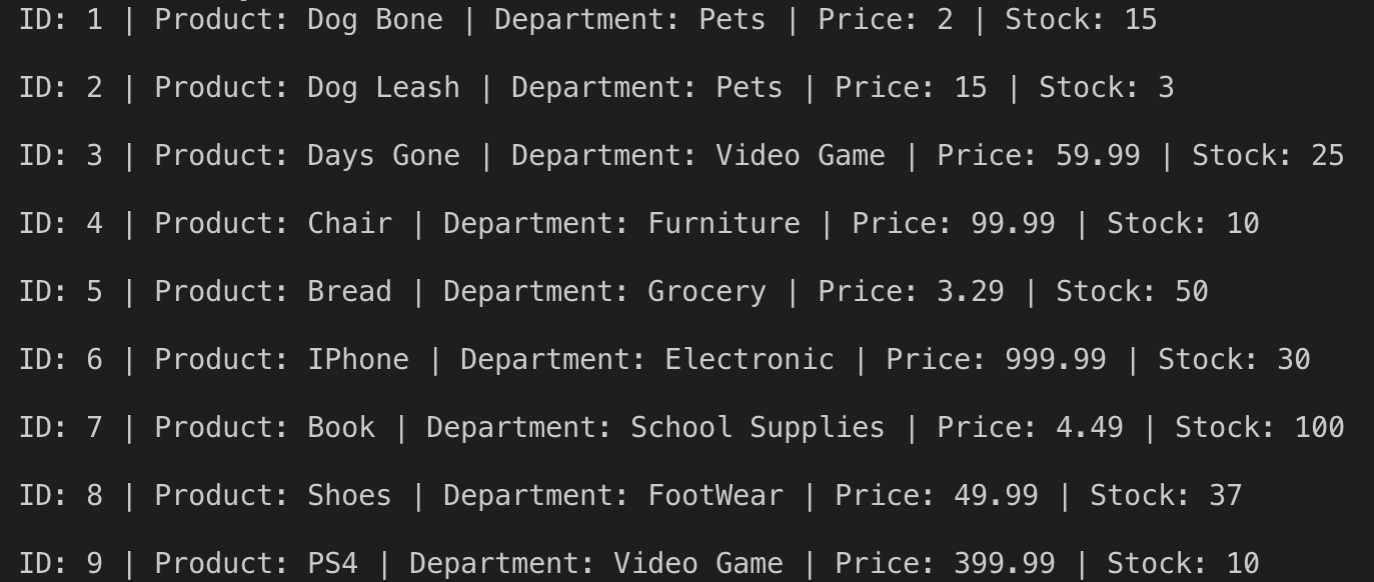 ID: 1 | Product: Dog Bone | Department: Pets | Price: 2 | Stock: 15
ID: 2 | Product: Dog Leash | Department: Pets | Price: 15 | Stock: 3
ID: 3 | Product: Days Gone | Department: Video Game | Price: 59.99 | Stock: 25
ID: 4 | Product: Chair | Department: Furniture | Price: 99.99 | Stock: 10
ID: 5 | Product: Bread | Department: Grocery | Price: 3.29 | Stock: 50
ID: 6 | Product: IPhone | Department: Electronic | Price: 999.99 | Stock: 30
ID: 7 | Product: Book | Department: School Supplies | Price: 4.49 | Stock: 100
ID: 8 | Product: Shoes | Department: FootWear | Price: 49.99 | Stock: 37
ID: 9 | Product: PS4 | Department: Video Game | Price: 399.99 | Stock: 10